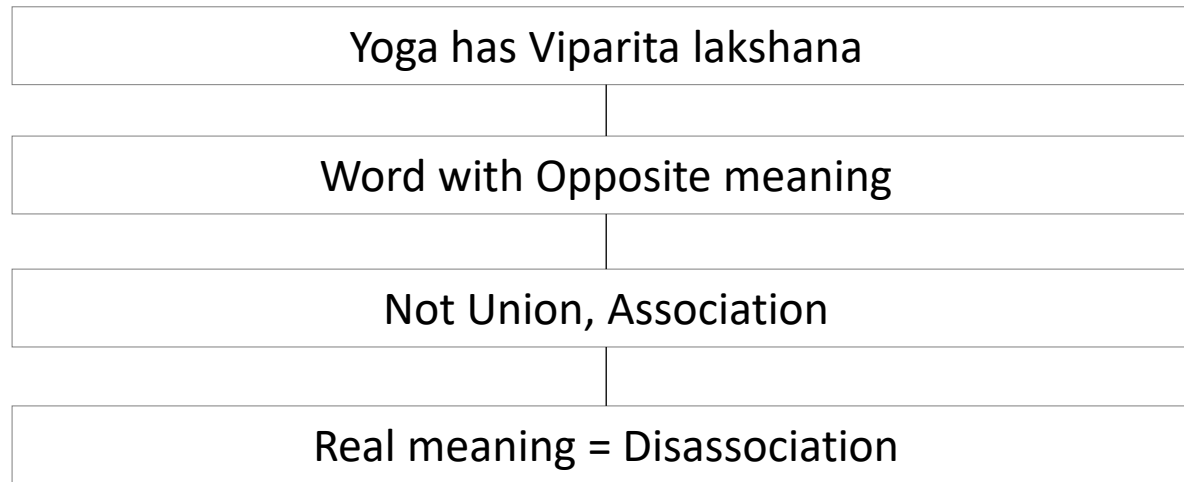 Yoga has Viparita lakshana
Word with Opposite meaning
Not Union, Association
Real meaning = Disassociation